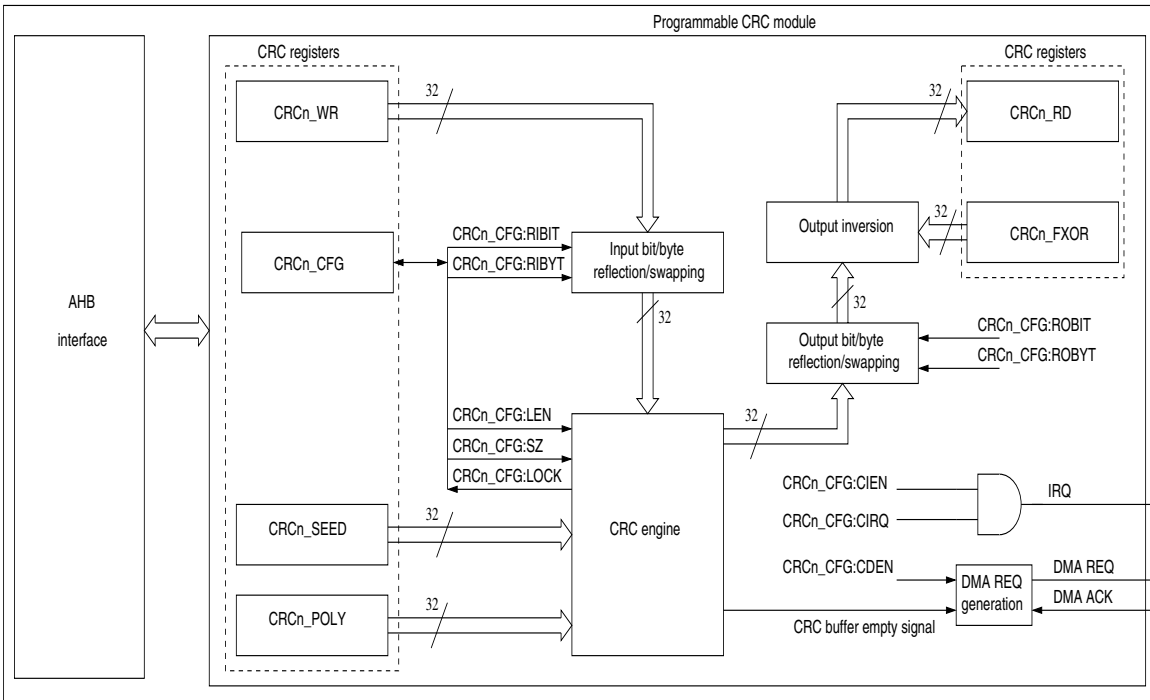 Programmable CRC module
CRC registers
CRC registers
CRCn_WR
32
32
CRCn_RD
CRCn_CFG
CRCn_CFG:RIBIT
CRCn_CFG:RIBYT
Input bit/byte
reflection/swapping
32
Output inversion
32
CRCn_FXOR
AHB
interface
32
Output bit/byte
reflection/swapping
CRCn_CFG:ROBIT
CRCn_CFG:ROBYT
CRCn_CFG:LEN
CRCn_CFG:SZ
CRCn_CFG:LOCK
32
CRCn_SEED
32
CRC engine
CRCn_CFG:CIEN
CRCn_CFG:CIRQ
IRQ
CRCn_POLY
32
CRCn_CFG:CDEN
DMA REQ
generation
DMA REQ
DMA ACK
CRC buffer empty signal